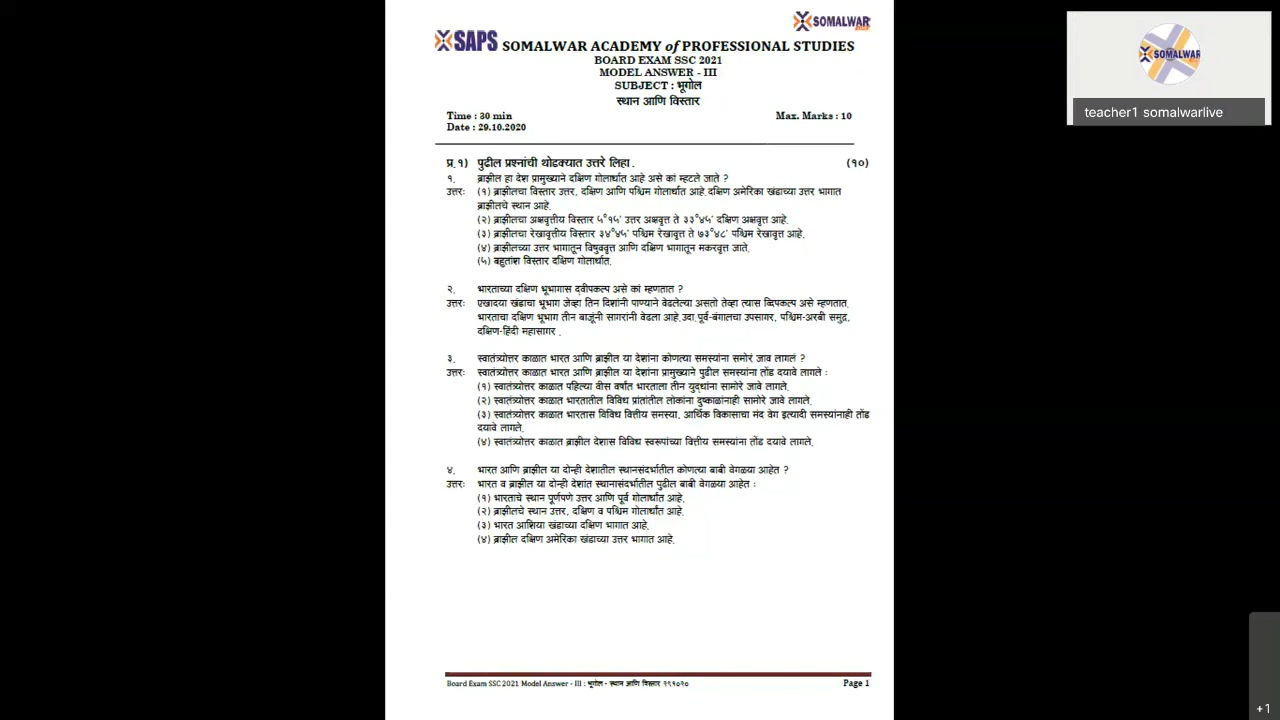 SOMALWAR
SAPS SOMALWAR ACADEMY of PROFESSIONAL STUDIES
BOARD EXAM SSC 2021
MODEL ANSWER - III
SUBJECT : भूगोल
स्थान आणि विस्तार
Time : 30 min Max. Marks : 10
Date : 29.10.2020
प्र.१) पुढील प्रश्नांची थोडक्यात उत्तरे लिहा. (१०)
१. ब्राझील हा देश प्रामुख्याने दक्षिण गोलार्धात आहे असे कां म्हटले जाते ?
उत्तरः (१) ब्राझीलचा विस्तार उत्तर, दक्षिण आणि पश्चिम गोलार्धात आहे.दक्षिण अमेरिका खंडाच्या उत्तर भागात
ब्राझीलचे स्थान आहे.
(२) ब्राझीलचा अक्षवृत्तीय विस्तार ५°१५' उत्तर अक्षवृत्त ते ३३°४५' दक्षिण अक्षवृत्त आहे.
(३) ब्राझीलचा रेखावृत्तीय विस्तार ३४°४५' पश्चिम रेखावृत्त ते ७३°४८' पश्चिम रेखावृत्त आहे.
(४) ब्राझीलच्या उत्तर भागातून विषुववृत्त आणि दक्षिण भागातून मकरवृत्त जाते.
(५) बहुतांश विस्तार दक्षिण गोलार्धात.
२. भारताच्या दक्षिण भूभागास द्वीपकल्प असे कां म्हणतात ?
उत्तरः एखादया खंडाचा भूभाग जेव्हा तिन दिशांनी पाण्याने वेढलेल्या असतो तेव्हा त्यास व्दिपकल्प असे म्हणतात.
भारताचा दक्षिण भूभाग तीन बाजूंनी सागरांनी वेढला आहे.उदा.पूर्व-बंगालचा उपसागर, पश्चिम-अरबी समुद्र,
दक्षिण-हिंदी महासागर .
३. स्वातंत्र्योत्तर काळात भारत आणि ब्राझील या देशांना कोणत्या समस्यांना समोरं जाव लागलं ?
उत्तरः स्वातंत्र्योत्तर काळात भारत आणि ब्राझील या देशांना प्रामुख्याने पुढील समस्यांना तोंड दयावे लागले :
(१) स्वातंत्र्योत्तर काळात पहिल्या वीस वर्षांत भारताला तीन युद्धांना सामोरे जावे लागले.
(२) स्वातंत्र्योत्तर काळात भारतातील विविध प्रांतांतील लोकांना दुष्काळांनाही सामोरे जावे लागले.
(३) स्वातंत्र्योत्तर काळात भारतास विविध वित्तीय समस्या, आर्थिक विकासाचा मंद वेग इत्यादी समस्यांनाही तोंड
दयावे लागले.
(४) स्वातंत्र्योत्तर काळात ब्राझील देशास विविध स्वरूपांच्या वित्तीय समस्यांना तोंड दयावे लागले.
४. भारत आणि ब्राझील या दोन्ही देशातील स्थानसंदर्भातील कोणत्या बाबी वेगळया आहेत ?
उत्तरः भारत व ब्राझील या दोन्ही देशांत स्थानासंदर्भातील पुढील बाबी वेगळया आहेत :
(१) भारताचे स्थान पूर्णपणे उत्तर आणि पूर्व गोलार्धात आहे.
(२) ब्राझीलचे स्थान उत्तर, दक्षिण व पश्चिम गोलार्धात आहे.
(३) भारत आशिया खंडाच्या दक्षिण भागात आहे.
(४) ब्राझील दक्षिण अमेरिका खंडाच्या उत्तर भागात आहे.
Board Exam SSC 2021 Model Answer - III : भूगोल - स्थान आणि विस्तार २९१०२० Page 1
SOMALWAR
teacher1 somalwarlive
+1